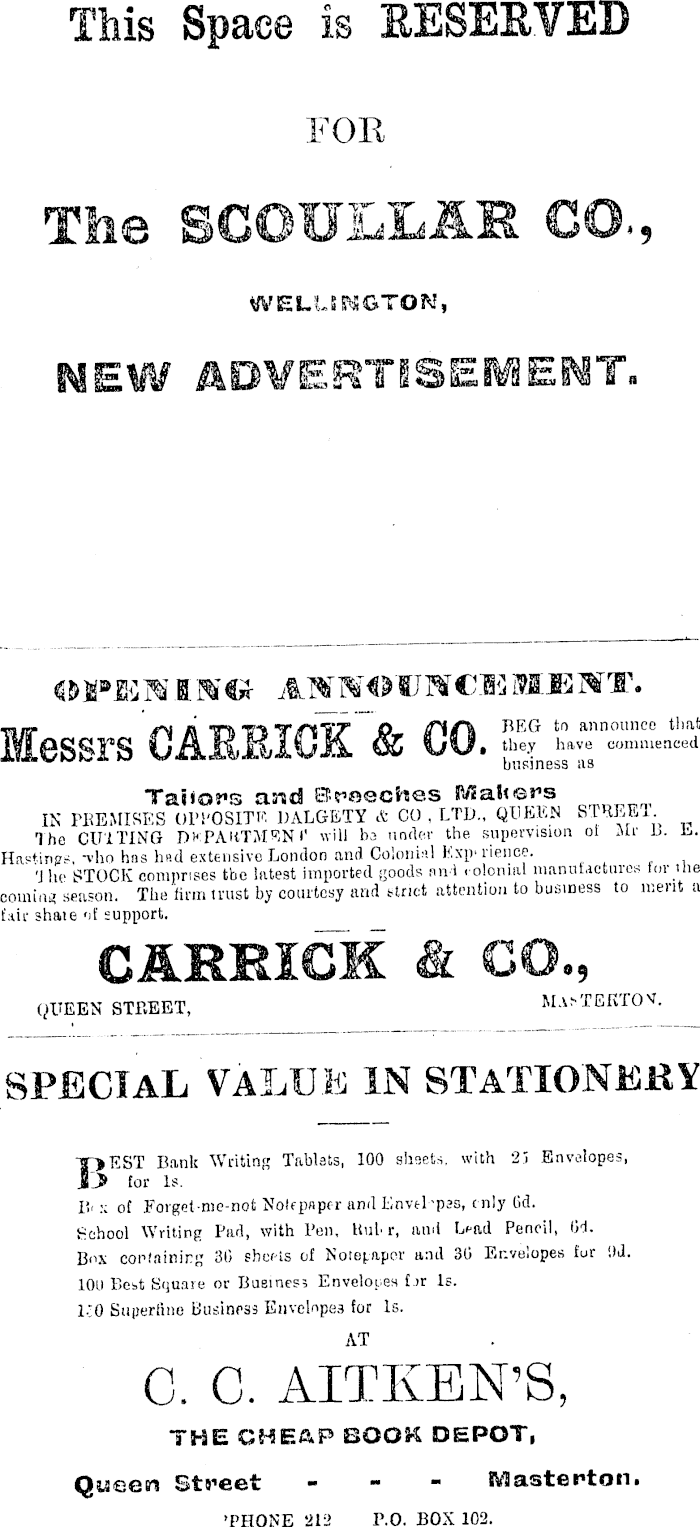 This Space is RESERVED
FOR
The SCOULLAR CO.,
WELLINGTON,
NEW ADVERTISEMENT.
OPENING ANNOUNCEMENT.
Messrs CARRICK & CO. BEG to announce that
they have commenced
business as
Tailors and Breeches Makers
IN PREMISES OPPOSITE DALGETY & CO., LTD., QUEEN STREET.
The CUTTING DEPARTMENT will be under the supervision of Mr B. E.
Hastings, who has had extensive London and Colonial Experience.
The STOCK comprises the latest imported goods and colonial manufactures for the
coming season. The firm trust by courtesy and strict attention to business to merit a
fair share of support.
CARRICK & CO.,
QUEEN STREET, MASTERTON.
SPECIAL VALUE IN STATIONERY
BEST Bank Writing Tablets, 100 sheets, with 25 Envelopes,
for 1s.
Box of Forget-me-not Notepaper and Envelopes, only 6d.
School Writing Pad, with Pen, Ruler, and Lead Pencil, 6d.
Box containing 36 sheets of Notepaper and 36 Envelopes for 9d.
100 Best Square or Business Envelopes for 1s.
Superfine Business Envelopes for 1s.
AT
C. C. AITKEN'S,
THE CHEAP BOOK DEPOT,
Queen Street - - - Masterton.
'PHONE 212 P.O. BOX 102.